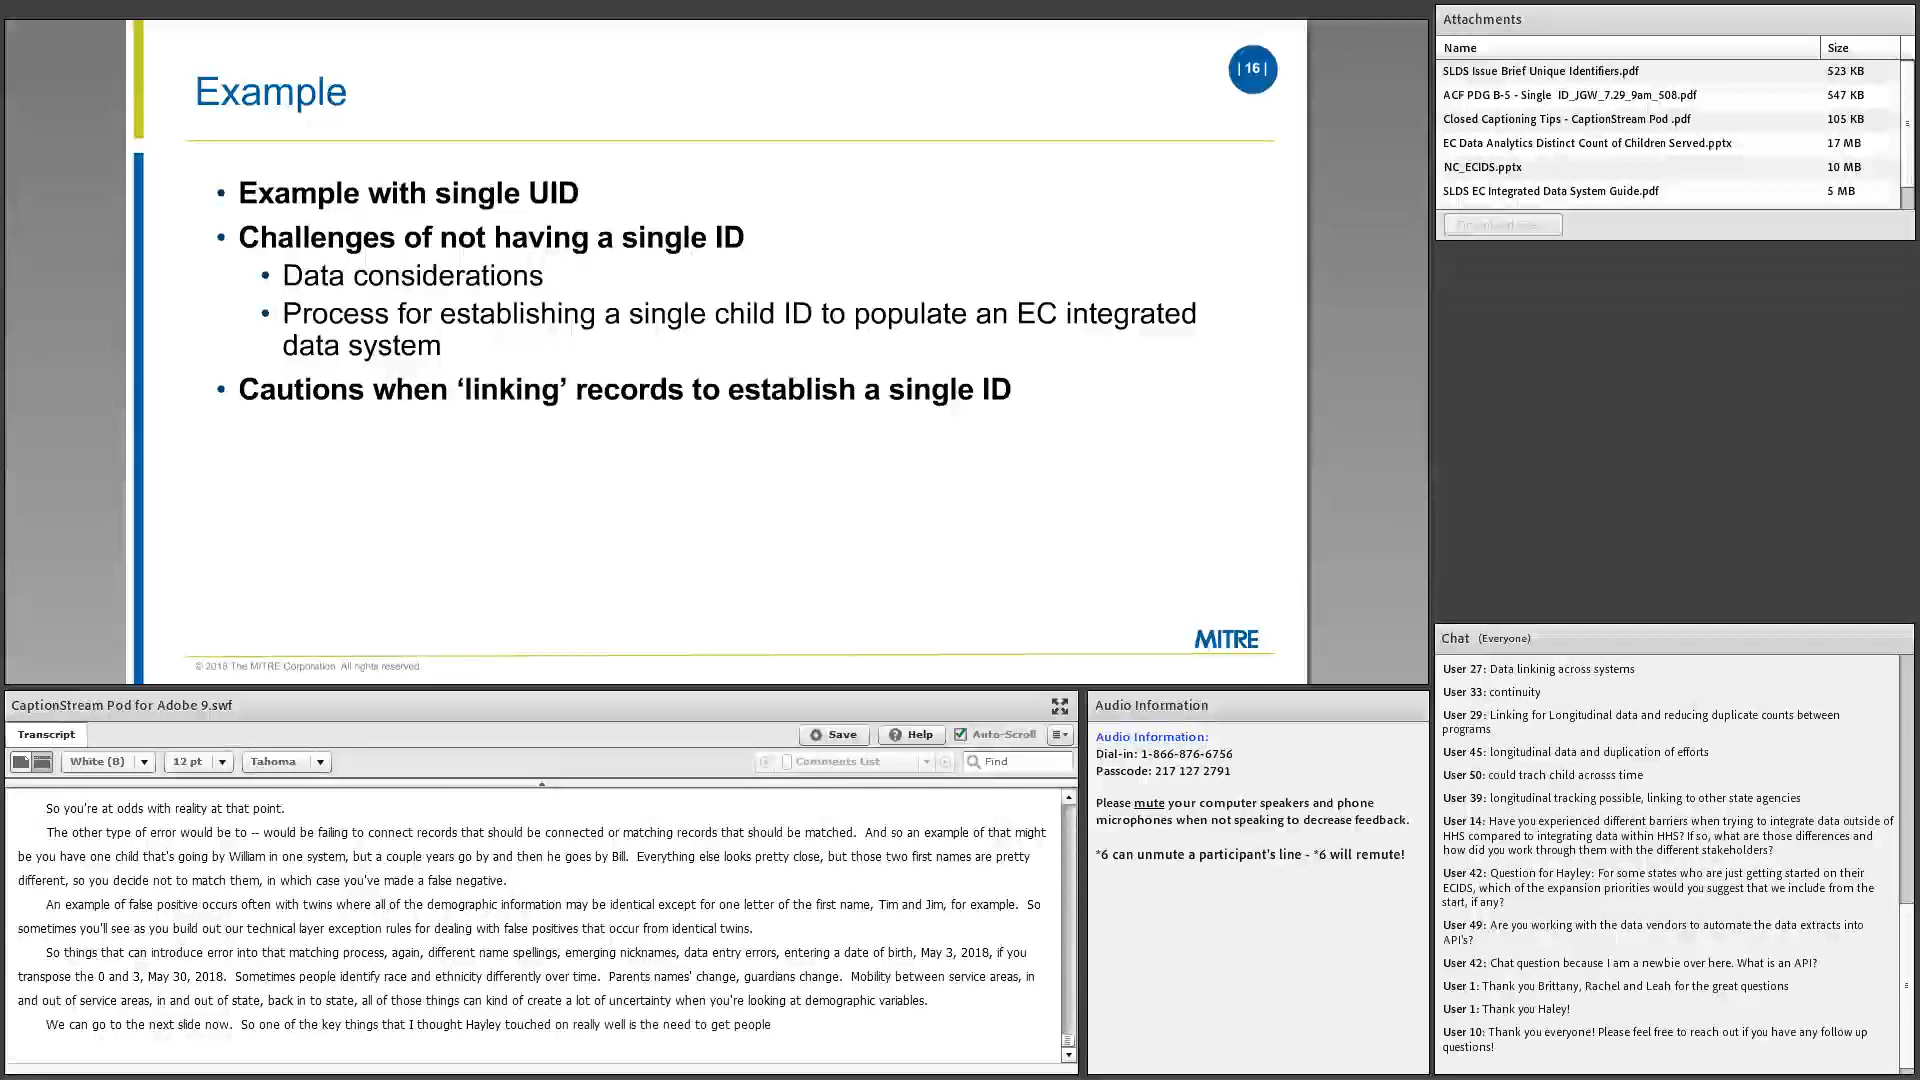 Example
| 16 |
• Example with single UID
• Challenges of not having a single ID
• Data considerations
• Process for establishing a single child ID to populate an EC integrated
data system
• Cautions when ‘linking’ records to establish a single ID
MITRE
© 2018 The MITRE Corporation. All rights reserved.
Attachments
Name Size
SLDS Issue Brief Unique Identifiers.pdf 523 KB
ACF PDG B-5 - Single ID_JGW_7.29_9am_508.pdf 547 KB
Closed Captioning Tips - CaptionStream Pod .pdf 105 KB
EC Data Analytics Distinct Count of Children Served.pptx 17 MB
NC_ECIDS.pptx 10 MB
SLDS EC Integrated Data System Guide.pdf 5 MB
CaptionStream Pod for Adobe 9.swf
Transcript
Save
Help
Auto-Scroll
White (B)
12 pt
Tahoma
Comments List
Find
So you're at odds with reality at that point.
The other type of error would be to -- would be failing to connect records that should be connected or matching records that should be matched. And so an example of that might
be you have one child that's going by William in one system, but a couple years go by and then he goes by Bill. Everything else looks pretty close, but those two first names are pretty
different, so you decide not to match them, in which case you've made a false negative.
An example of false positive occurs often with twins where all of the demographic information may be identical except for one letter of the first name, Tim and Jim, for example. So
sometimes you'll see as you build out our technical layer exception rules for dealing with false positives that occur from identical twins.
So things that can introduce error into that matching process, again, different name spellings, emerging nicknames, data entry errors, entering a date of birth, May 3, 2018, if you
transpose the 0 and 3, May 30, 2018. Sometimes people identify race and ethnicity differently over time. Parents names' change, guardians change. Mobility between service areas, in
and out of service areas, in and out of state, back in to state, all of those things can kind of create a lot of uncertainty when you're looking at demographic variables.
We can go to the next slide now. So one of the key things that I thought Hayley touched on really well is the need to get people
Audio Information
Audio Information:
Dial-in: 1-866-876-6756
Passcode: 217 127 2791
Please mute your computer speakers and phone
microphones when not speaking to decrease feedback.
*6 can unmute a participant's line - *6 will remute!
Chat (Everyone)
User 27: Data linkinig across systems
User 33: continuity
User 29: Linking for Longitudinal data and reducing duplicate counts between
programs
User 45: longitudinal data and duplication of efforts
User 50: could trach child acrosss time
User 39: longitudinal tracking possible, linking to other state agencies
User 14: Have you experienced different barriers when trying to integrate data outside of
HHS compared to integrating data within HHS? If so, what are those differences and
how did you work through them with the different stakeholders?
User 42: Question for Hayley: For some states who are just getting started on their
ECIDS, which of the expansion priorities would you suggest that we include from the
start, if any?
User 49: Are you working with the data vendors to automate the data extracts into
API's?
User 42: Chat question because I am a newbie over here. What is an API?
User 1: Thank you Brittany, Rachel and Leah for the great questions
User 1: Thank you Haley!
User 10: Thank you everyone! Please feel free to reach out if you have any follow up
questions!